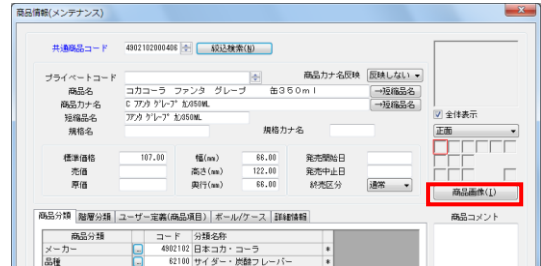 商品情報(メンテナンス)
共通商品コード 4902102000406 絞込検索(N)
プライベートコード 商品カナ名反映 反映しない
商品名 コカコーラ ファンタ グレープ 缶350ml →短縮品名
商品カナ名 C ﾌｱﾝﾀ ｸﾞﾚｰﾌﾟ ｶﾝ350ML →短縮品名
短縮品名 ﾌｱﾝﾀ ｸﾞﾚｰﾌﾟ ｶﾝ350ML
全体表示
規格名 規格カナ名
正面
標準価格 107.00 幅(mm) 66.00 発売開始日
売価 高さ(mm) 122.00 発売中止日
原価 奥行(mm) 66.00 終売区分 通常
商品画像(I)
商品分類 階層分類 ユーザー定義(商品項目) ボール/ケース 詳細情報
商品コメント
商品分類 コード 分類名称
メーカー 4902102 日本コカ・コーラ *
品種 62100 サイダー・炭酸フレーバー *